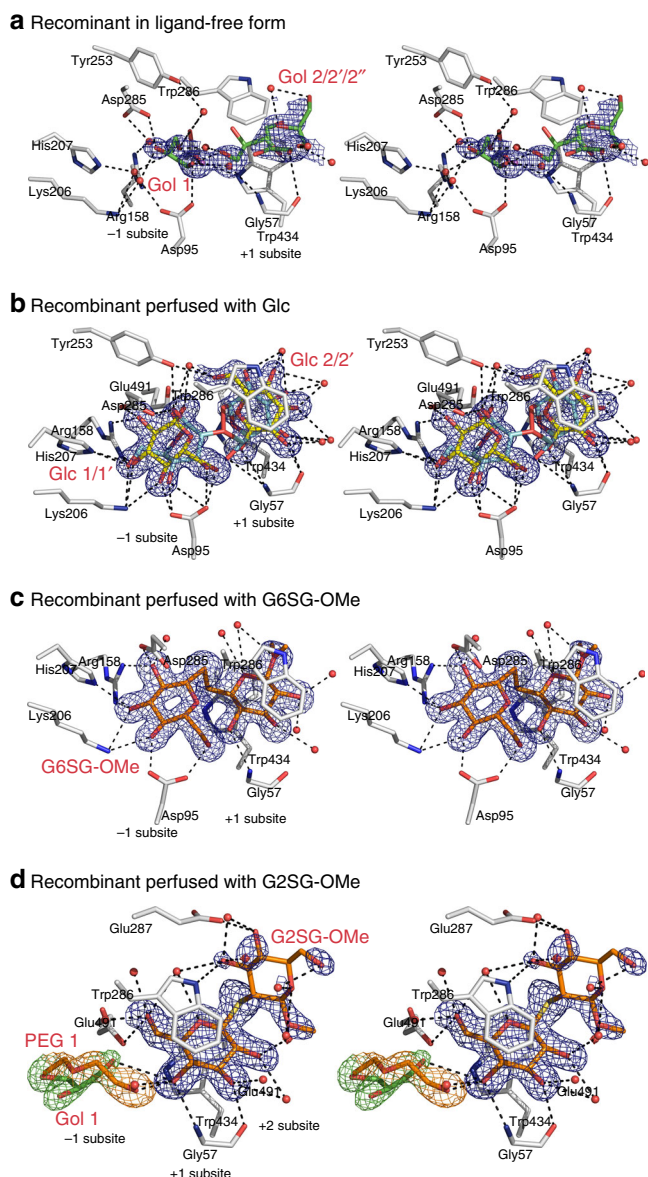 a Recominant in ligand-free form
Tyr253
Trp286
Gol 2/2′/2″
Asp285
His207
Gol 1
Lys206
Arg158
−1 subsite
Asp95
Gly57
Trp434
+1 subsite
Tyr253
Trp286
Asp285
His207
Lys206
Arg158
Asp95
Gly57
Trp434
b Recombinant perfused with Glc
Tyr253
Glc 2/2′
Glu491
Trp286
Asp285
Arg158
His207
Glc 1/1′
Trp434
Lys206
Gly57
−1 subsite
+1 subsite
Asp95
Tyr253
Glu491
Trp286
Asp285
Arg158
His207
Trp434
Lys206
Gly57
Asp95
c Recombinant perfused with G6SG-OMe
Arg158
Asp285
Trp286
His207
Lys206
G6SG-OMe
Trp434
Gly57
Asp95
−1 subsite
+1 subsite
Arg158
Asp285
Trp286
His207
Lys206
Trp434
Gly57
Asp95
d Recombinant perfused with G2SG-OMe
Glu287
G2SG-OMe
Trp286
Glu491
PEG 1
Gol 1
Glu491
−1 subsite
Trp434
+2 subsite
Gly57
+1 subsite
Glu287
Trp286
Glu491
Glu491
Trp434
Gly57